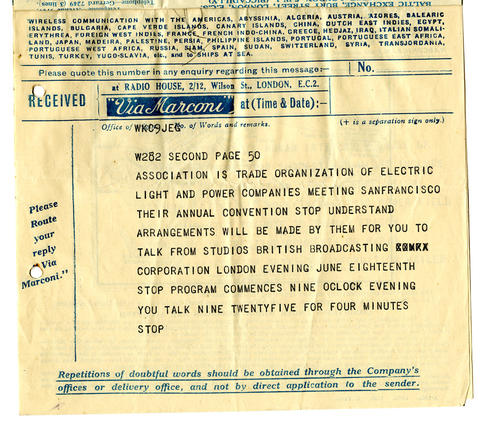 WIRELESS COMMUNICATION WITH THE AMERICAS, ABYSSINIA, ALGERIA, AUSTRIA, AZORES, BALEARIC
ISLANDS, BULGARIA, CAPE VERDE ISLANDS, CANARY ISLANDS, CHINA, DUTCH EAST INDIES, EGYPT,
ERYTHREA, FOREIGN WEST INDIES, FRANCE, FRENCH INDO-CHINA, GREECE, HEDJAZ, IRAQ, ITALIAN SOMALI-
LAND, JAPAN, MADEIRA, PALESTINE, PERSIA, PHILIPPINE ISLANDS, PORTUGAL, PORTUGUESE EAST AFRICA,
PORTUGUESE WEST AFRICA, RUSSIA, SIAM, SPAIN, SUDAN, SWITZERLAND, SYRIA, TRANSJORDANIA,
TUNIS, TURKEY, YUGO-SLAVIA, etc., and to SHIPS AT SEA.
Please quote this number in any enquiry regarding this message:—
No.
RECEIVED
at RADIO HOUSE, 2/12, Wilson St., LONDON, E.C.2.
"Via Marconi"
at (Time & Date):—
Office of
No. of Words and remarks.
(+ is a separation sign only.)
W282 SECOND PAGE 50
ASSOCIATION IS TRADE ORGANIZATION OF ELECTRIC
LIGHT AND POWER COMPANIES MEETING SANFRANCISCO
THEIR ANNUAL CONVENTION STOP UNDERSTAND
ARRANGEMENTS WILL BE MADE BY THEM FOR YOU TO
TALK FROM STUDIOS BRITISH BROADCASTING
CORPORATION LONDON EVENING JUNE EIGHTEENTH
STOP PROGRAM COMMENCES NINE OCLOCK EVENING
YOU TALK NINE TWENTYFIVE FOR FOUR MINUTES
STOP
Please
Route
your
reply
"Via
Marconi."
Repetitions of doubtful words should be obtained through the Company's
offices or delivery office, and not by direct application to the sender.